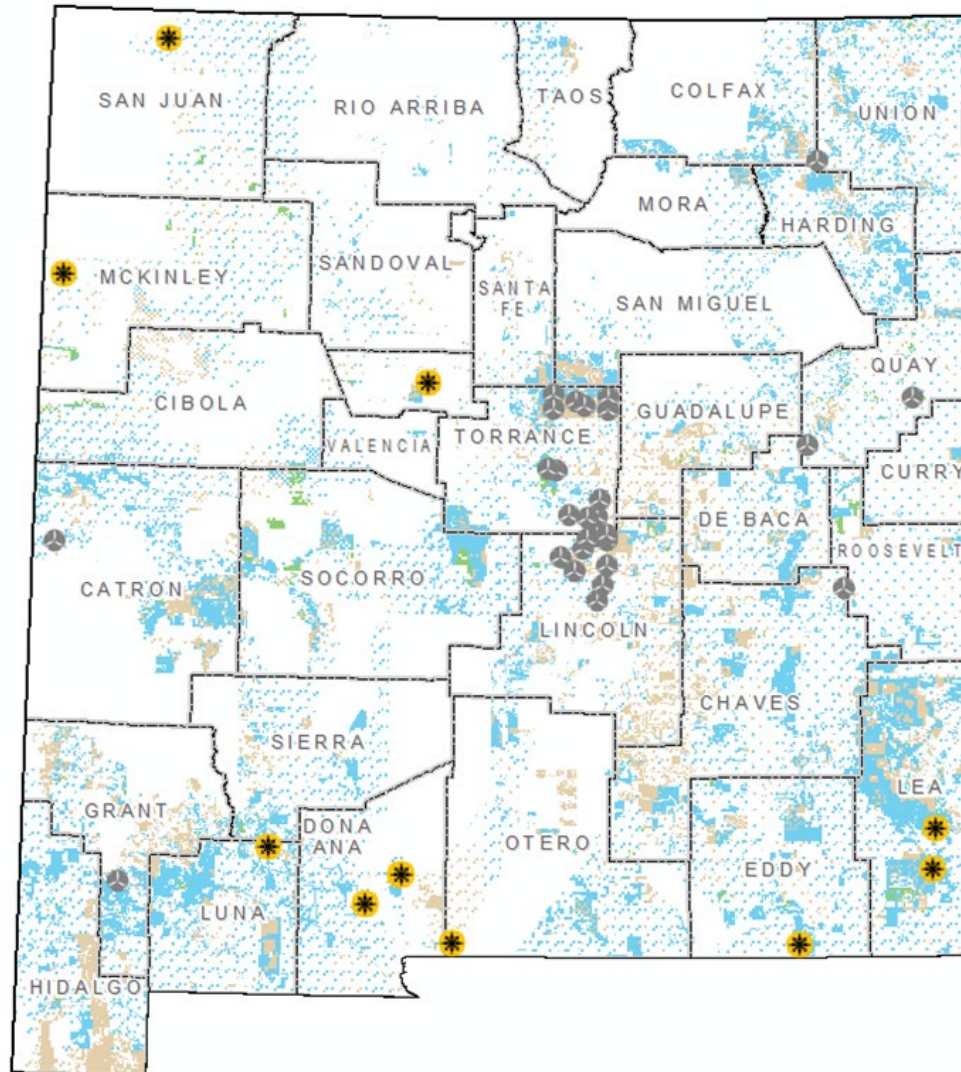 SAN JUAN
RIO ARRIBA
TAOS
COLFAX
UNION
MORA
HARDING
MCKINLEY
SANDOVAL
SANTA
FE
SAN MIGUEL
QUAY
CIBOLA
VALENCIA
TORRANCE
GUADALUPE
CURRY
DE BACA
ROOSEVELT
CATRON
SOCORRO
LINCOLN
CHAVES
SIERRA
LEA
GRANT
DONA
ANA
OTERO
EDDY
LUNA
HIDALGO